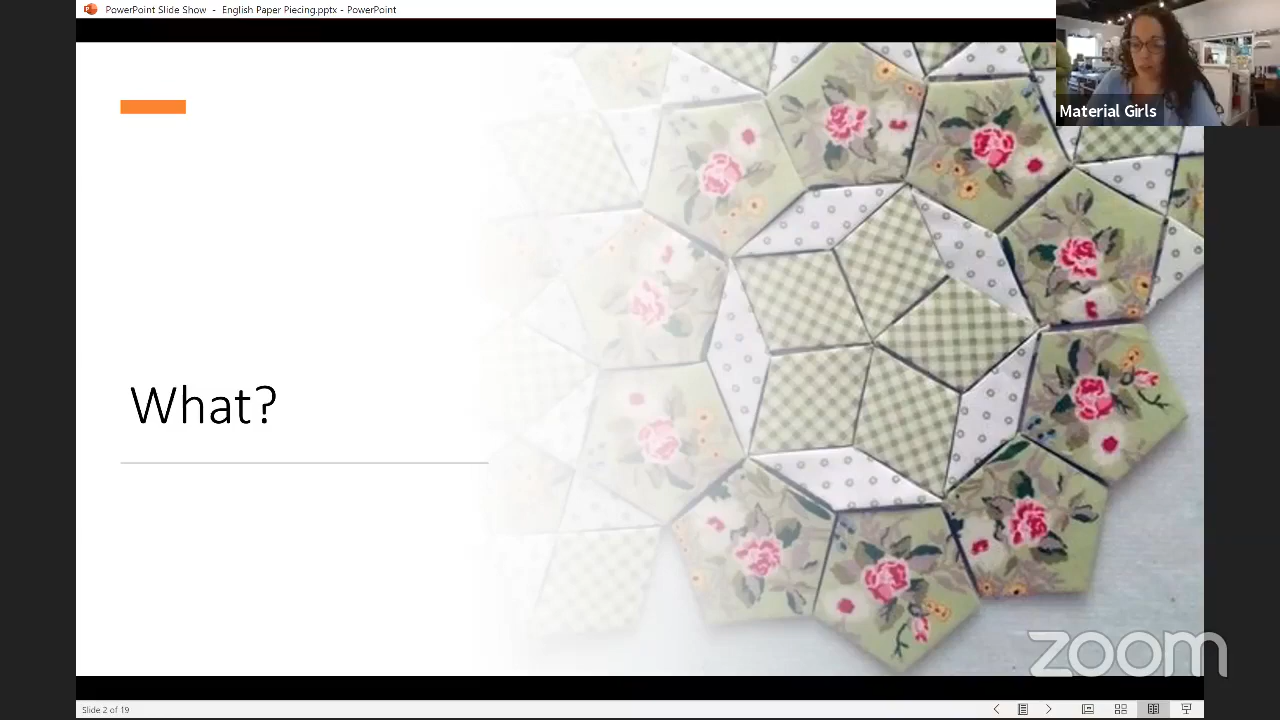 PowerPoint Slide Show - English Paper Piecing.pptx - PowerPoint
Material Girls
What?
zoom
Slide 2 of 19